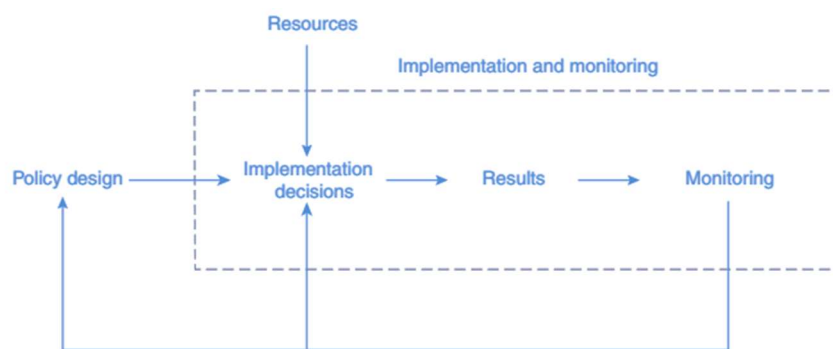 Resources
Implementation and monitoring
Policy design
Implementation
decisions
Results
Monitoring